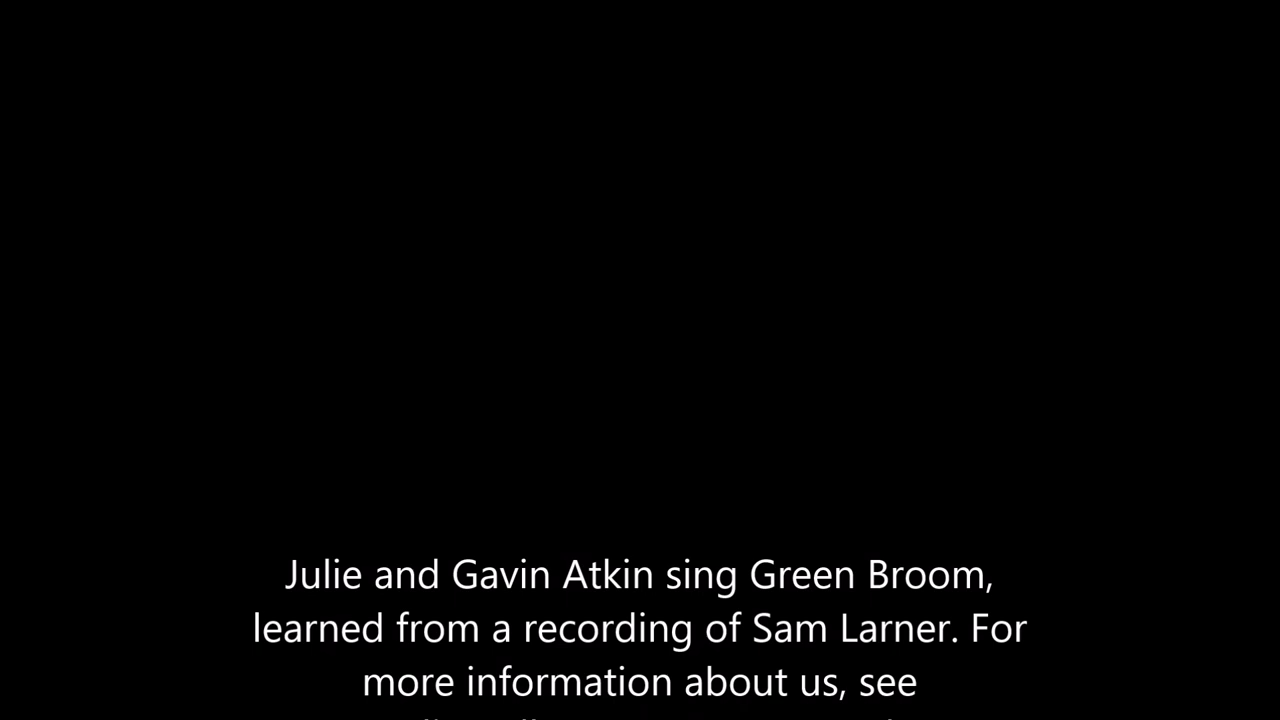 Julie and Gavin Atkin sing Green Broom,
learned from a recording of Sam Larner. For
more information about us, see